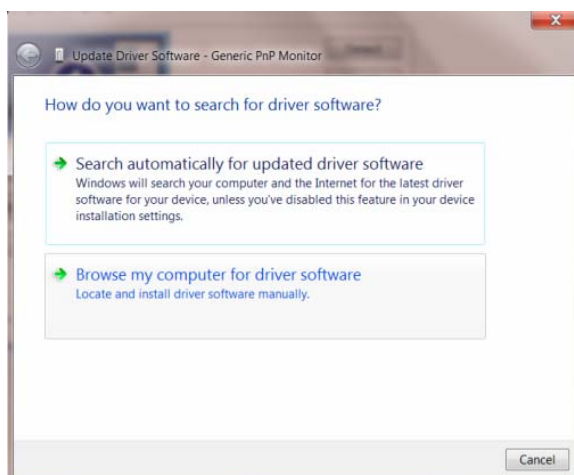 Update Driver Software - Generic PnP Monitor
How do you want to search for driver software?
Search automatically for updated driver software
Windows will search your computer and the Internet for the latest driver
software for your device, unless you've disabled this feature in your device
installation settings.
Browse my computer for driver software
Locate and install driver software manually.
Cancel